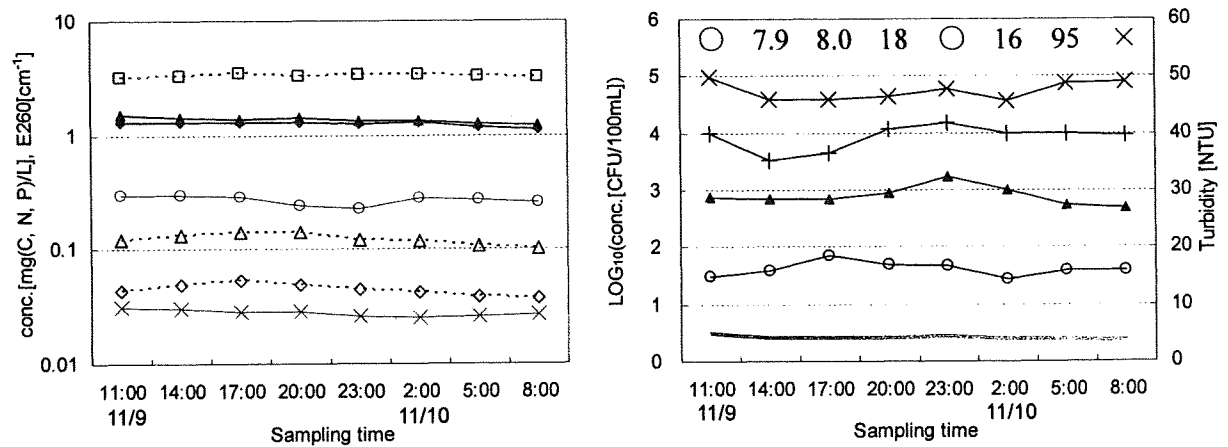 10
1
0.1
0.01
conc.[mg(C, N, P)/L], E260[cm⁻¹]
11:00 14:00 17:00 20:00 23:00 2:00 5:00 8:00
11/9 11/10
Sampling time
6
5
4
3
2
1
0
LOG₁₀(conc.[CFU/100mL])
7.9 8.0 18 16 95
60
50
40
30
20
10
0
Turbidity [NTU]
11:00 14:00 17:00 20:00 23:00 2:00 5:00 8:00
11/9 11/10
Sampling time